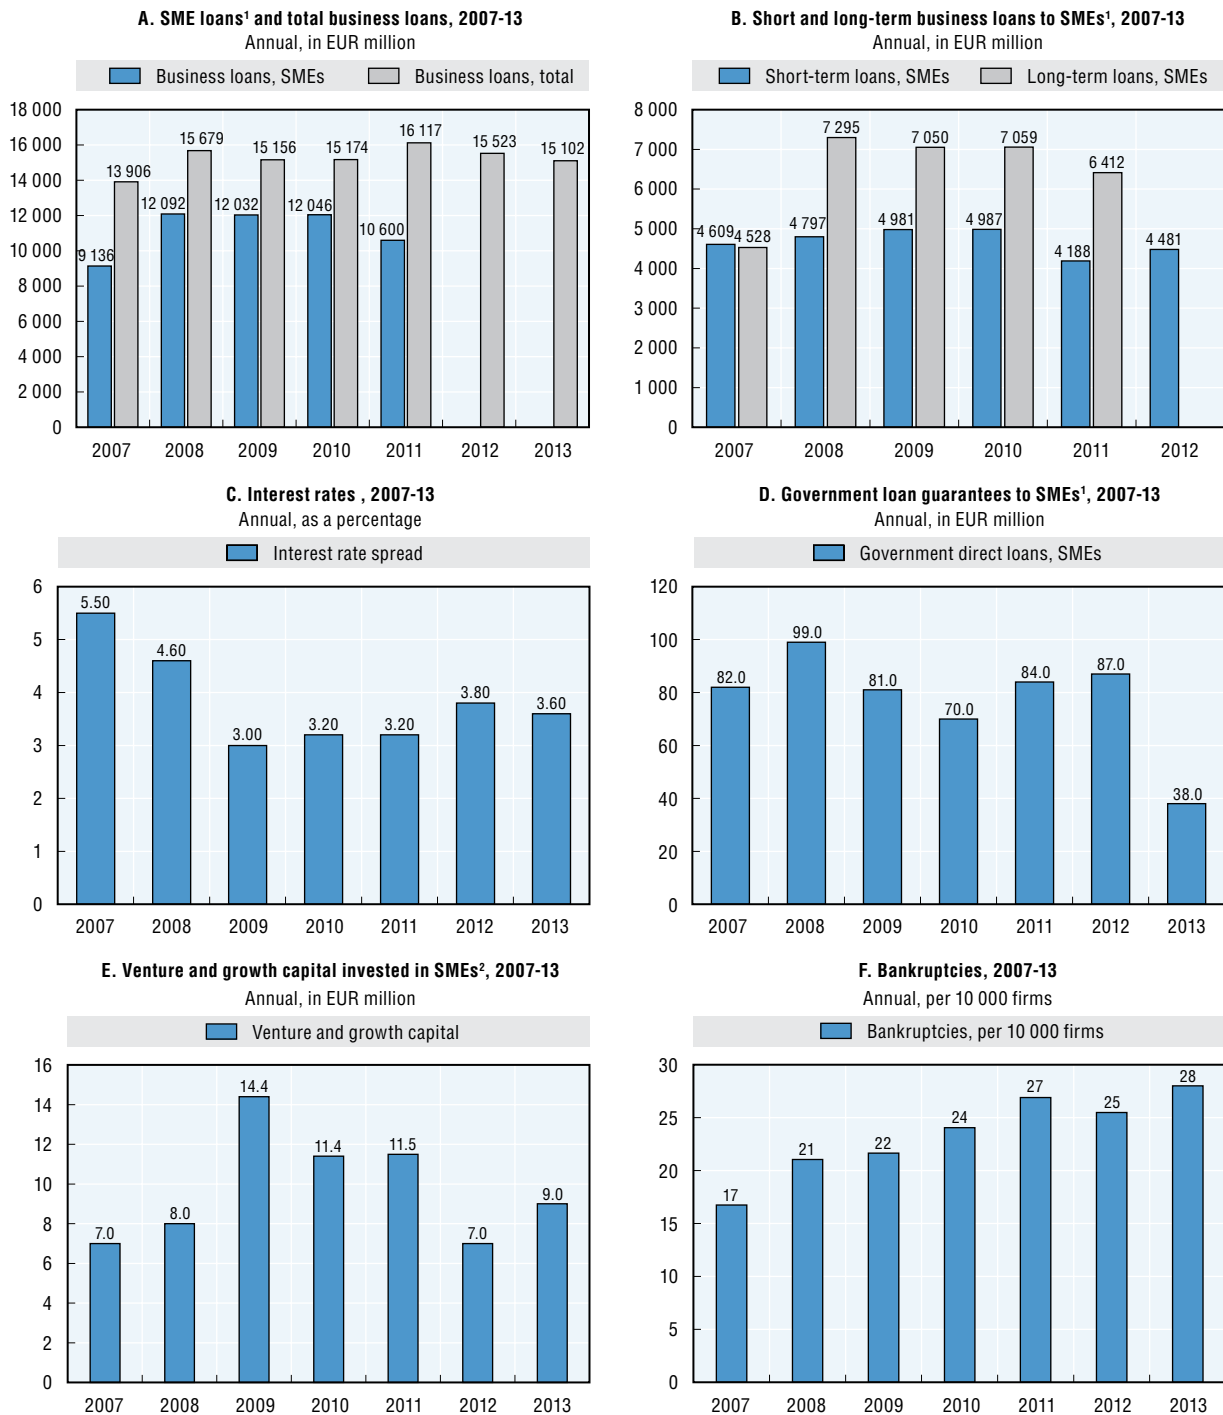 A. SME loans¹ and total business loans, 2007-13
Annual, in EUR million
Business loans, SMEs Business loans, total
18 000
16 000
14 000
12 000
10 000
8 000
6 000
4 000
2 000
0
9 136 13 906 12 092 15 679 12 032 15 156 12 046 15 174 10 600 16 117 15 523 15 102
2007 2008 2009 2010 2011 2012 2013
B. Short and long-term business loans to SMEs¹, 2007-13
Annual, in EUR million
Short-term loans, SMEs Long-term loans, SMEs
8 000
7 000
6 000
5 000
4 000
3 000
2 000
1 000
0
4 609 4 528 4 797 7 295 4 981 7 050 4 987 7 059 4 188 6 412 4 481
2007 2008 2009 2010 2011 2012
C. Interest rates , 2007-13
Annual, as a percentage
Interest rate spread
6
5
4
3
2
1
0
5.50 4.60 3.00 3.20 3.20 3.80 3.60
2007 2008 2009 2010 2011 2012 2013
D. Government loan guarantees to SMEs¹, 2007-13
Annual, in EUR million
Government direct loans, SMEs
120
100
80
60
40
20
0
82.0 99.0 81.0 70.0 84.0 87.0 38.0
2007 2008 2009 2010 2011 2012 2013
E. Venture and growth capital invested in SMEs², 2007-13
Annual, in EUR million
Venture and growth capital
16
14
12
10
8
6
4
2
0
7.0 8.0 14.4 11.4 11.5 7.0 9.0
2007 2008 2009 2010 2011 2012 2013
F. Bankruptcies, 2007-13
Annual, per 10 000 firms
Bankruptcies, per 10 000 firms
30
25
20
15
10
5
0
17 21 22 24 27 25 28
2007 2008 2009 2010 2011 2012 2013